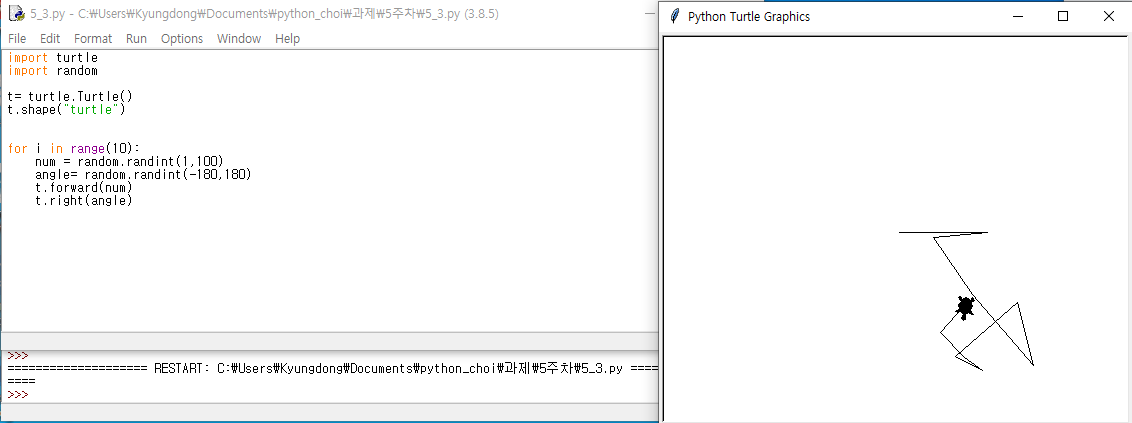 5_3.py - C:₩Users₩Kyungdong₩Documents₩python_choi₩과제₩5주차₩5_3.py (3.8.5)
File Edit Format Run Options Window Help
import turtle
import random
t= turtle.Turtle()
t.shape("turtle")
for i in range(10):
    num = random.randint(1,100)
    angle= random.randint(-180,180)
    t.forward(num)
    t.right(angle)
>>>
==================== RESTART: C:₩Users₩Kyungdong₩Documents₩python_choi₩과제₩5주차₩5_3.py ====
====
>>>
Python Turtle Graphics